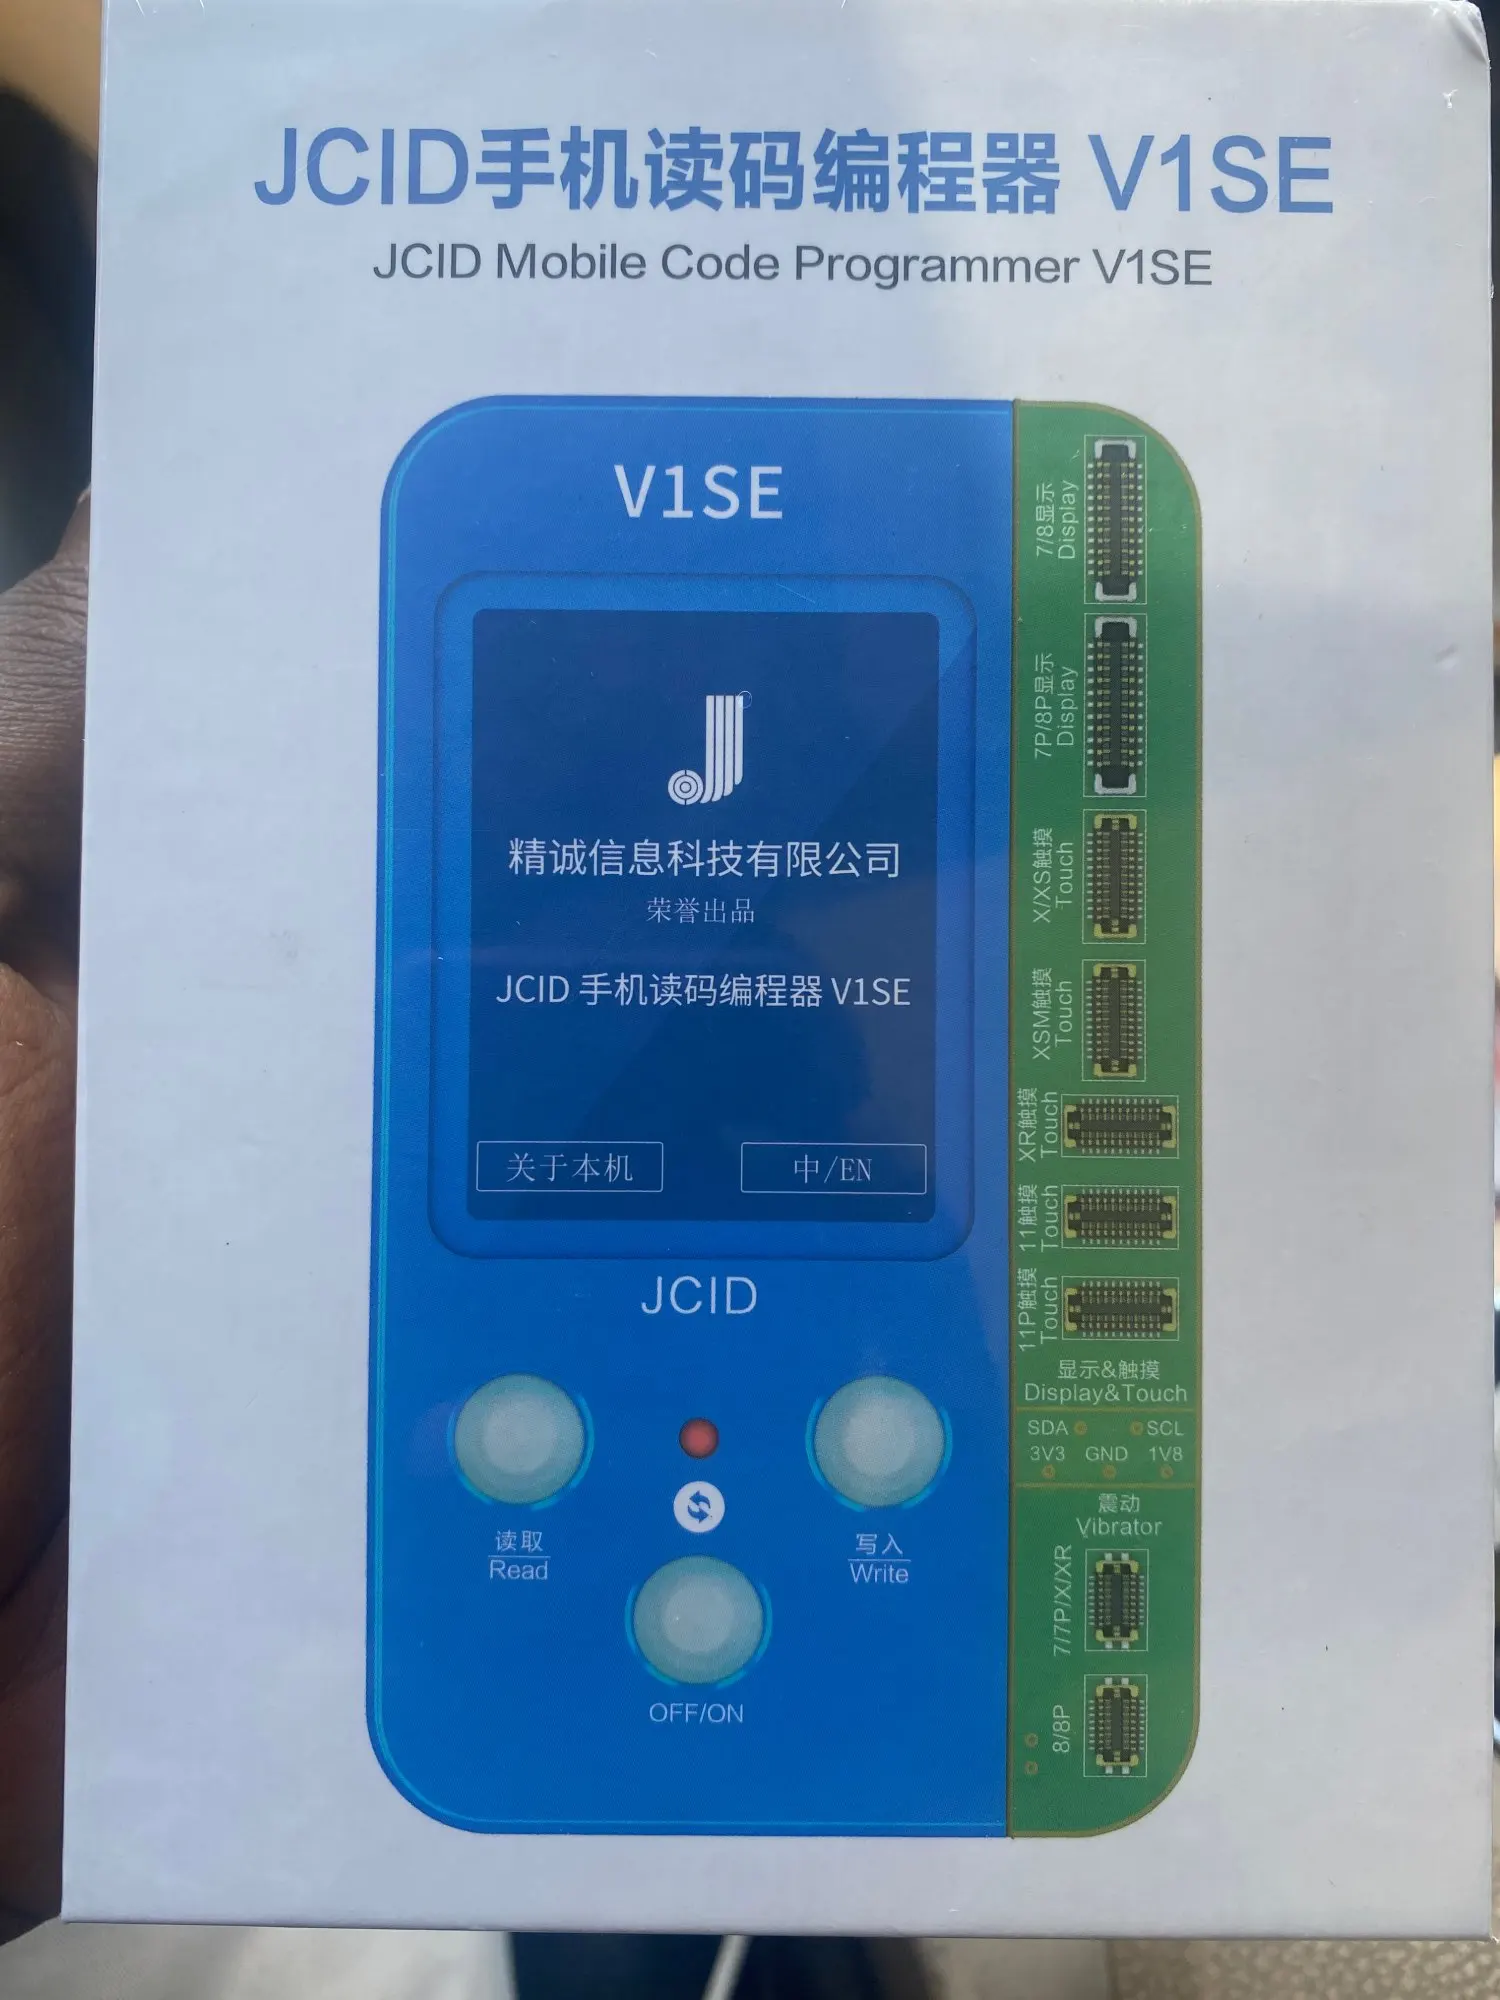 JCID手机读码编程器 V1SE
JCID Mobile Code Programmer V1SE
V1SE
精诚信息科技有限公司
荣誉出品
JCID 手机读码编程器 V1SE
关于本机
中/EN
JCID
读取
Read
写入
Write
OFF/ON
7/8显示
Display
7P/8P显示
Display
X/XS触摸
Touch
XSM触摸
Touch
XR触摸
Touch
11触摸
Touch
11P触摸
Touch
显示&触摸
Display&Touch
SDA SCL
3V3 GND 1V8
震动
Vibrator
7/7P/X/XR
8/8P